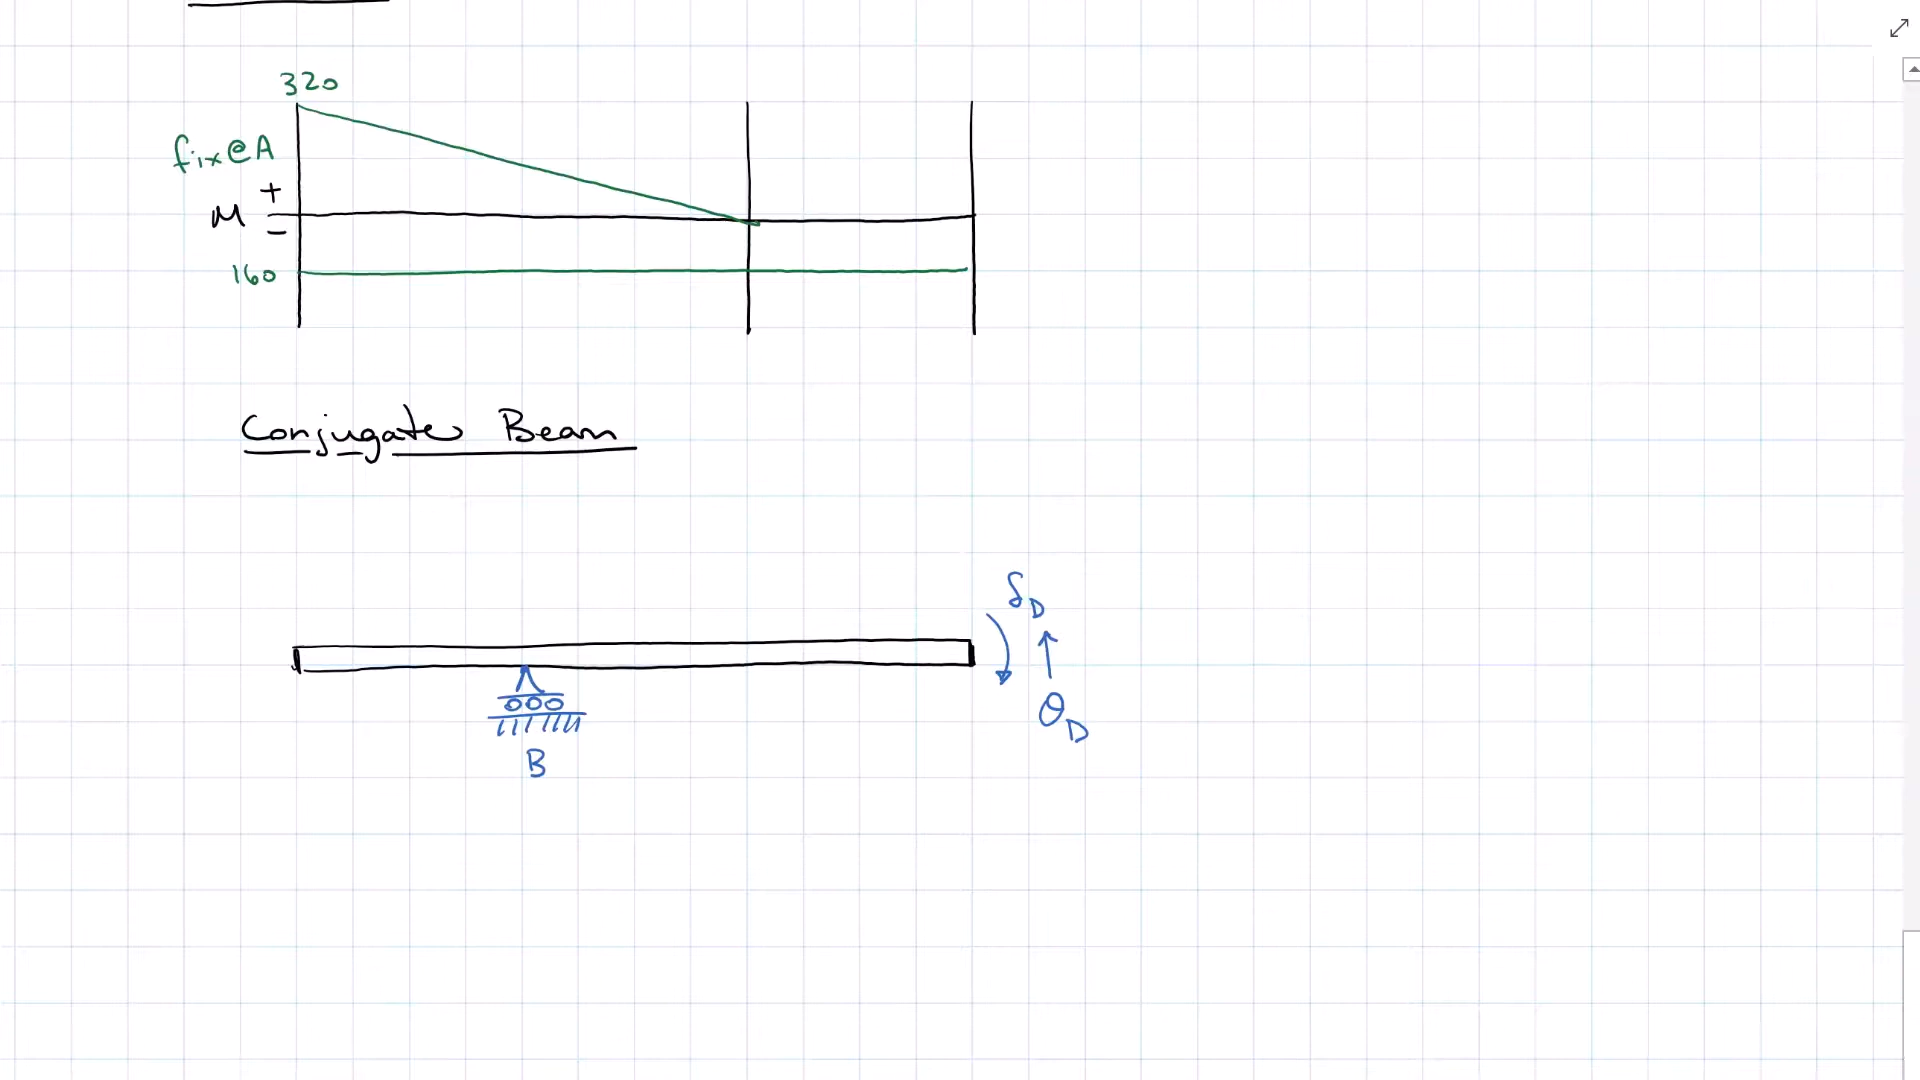 320
fix@A
+
M
−
160
Conjugate Beam
δD
θD
B